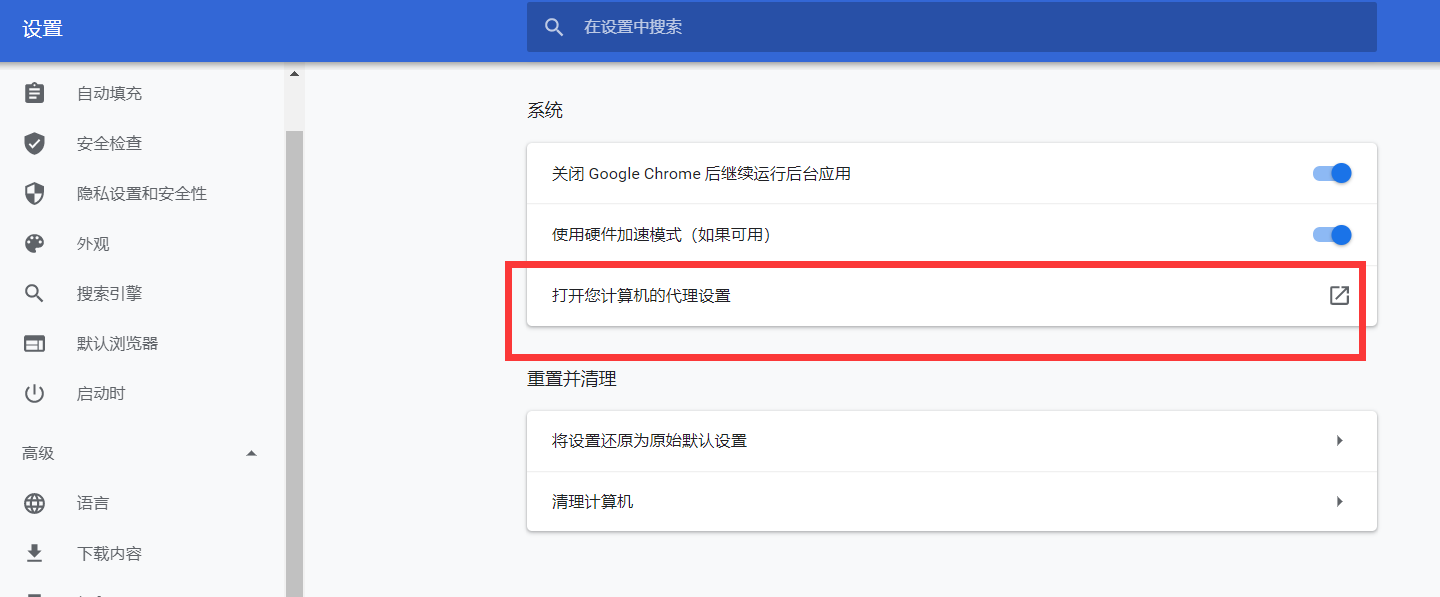 设置
在设置中搜索
自动填充
安全检查
隐私设置和安全性
外观
搜索引擎
默认浏览器
启动时
高级
语言
下载内容
系统
关闭 Google Chrome 后继续运行后台应用
使用硬件加速模式（如果可用）
打开您计算机的代理设置
重置并清理
将设置还原为原始默认设置
清理计算机